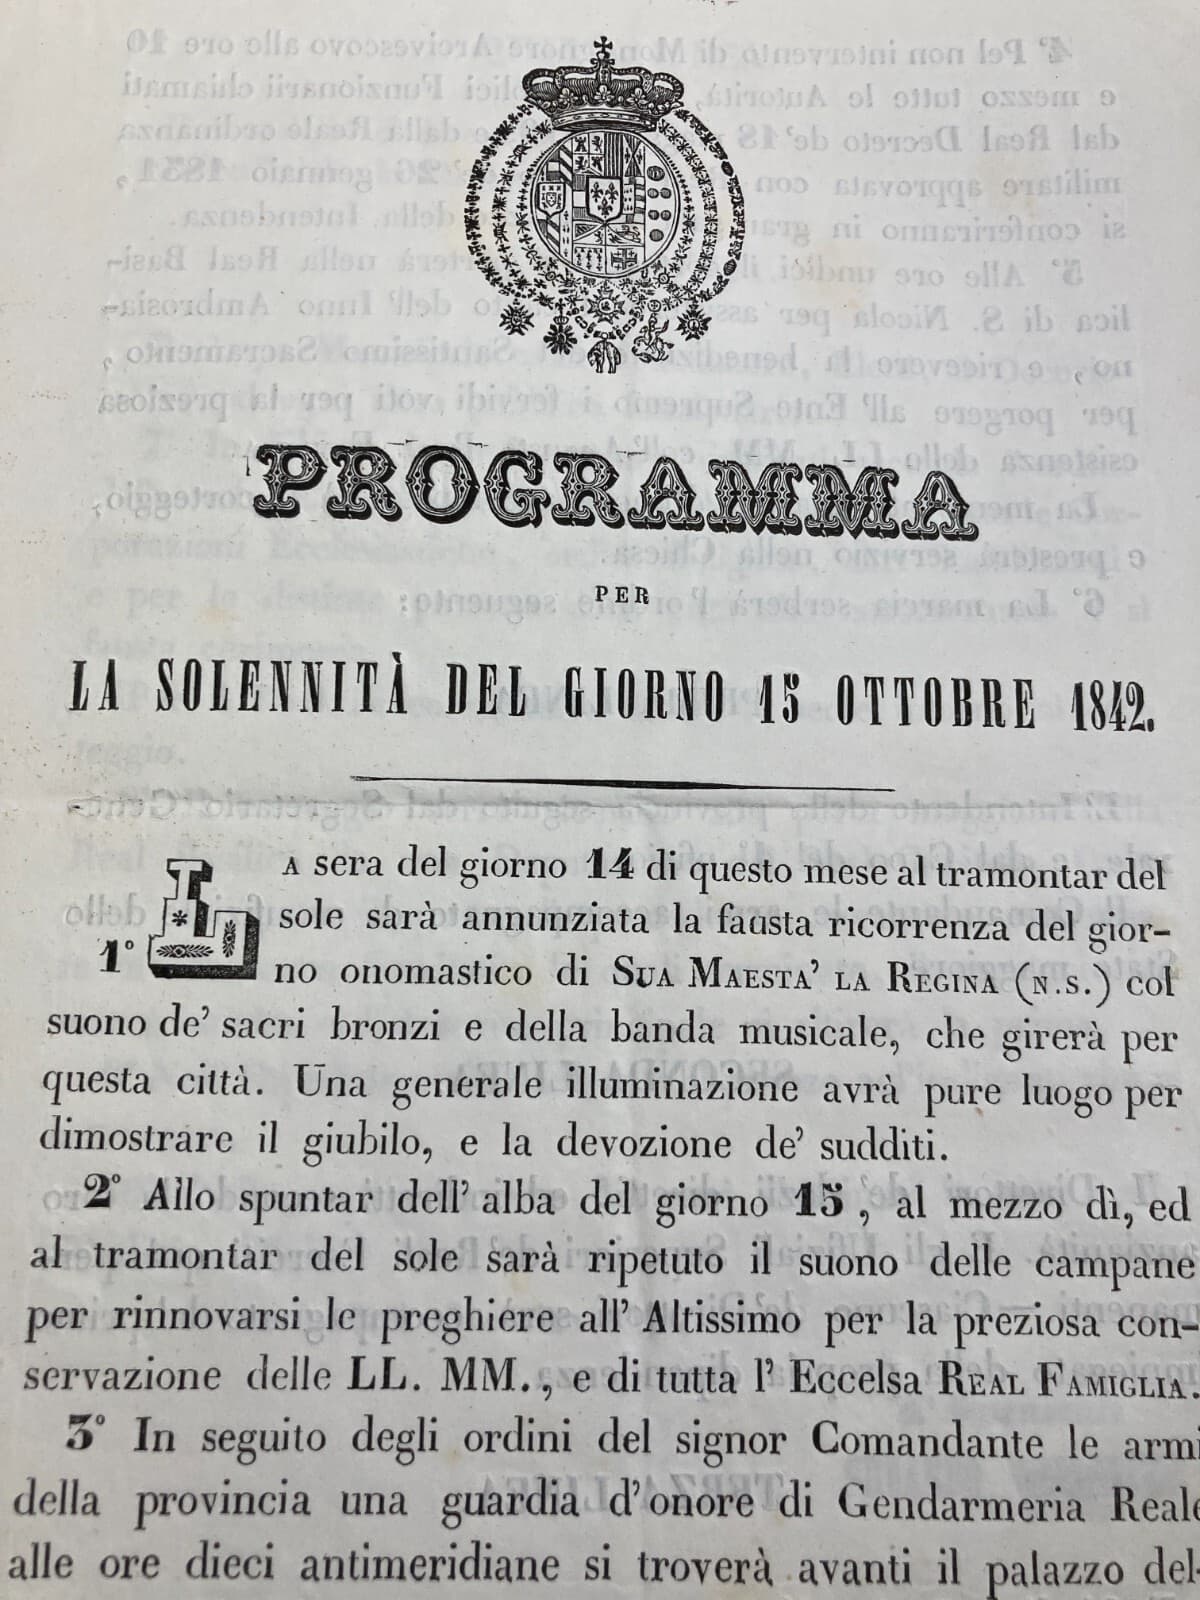 PROGRAMMA
PER
LA SOLENNITÀ DEL GIORNO 15 OTTOBRE 1842.
1° LA sera del giorno 14 di questo mese al tramontar del
sole sarà annunziata la fausta ricorrenza del gior-
no onomastico di SUA MAESTA' LA REGINA (N.S.) col
suono de' sacri bronzi e della banda musicale, che girerà per
questa città. Una generale illuminazione avrà pure luogo per
dimostrare il giubilo, e la devozione de' sudditi.
2° Allo spuntar dell' alba del giorno 15, al mezzo dì, ed
al tramontar del sole sarà ripetuto il suono delle campane
per rinnovarsi le preghiere all' Altissimo per la preziosa con-
servazione delle LL. MM., e di tutta l' Eccelsa REAL FAMIGLIA.
3° In seguito degli ordini del signor Comandante le armi
della provincia una guardia d' onore di Gendarmeria Reale
alle ore dieci antimeridiane si troverà avanti il palazzo del-